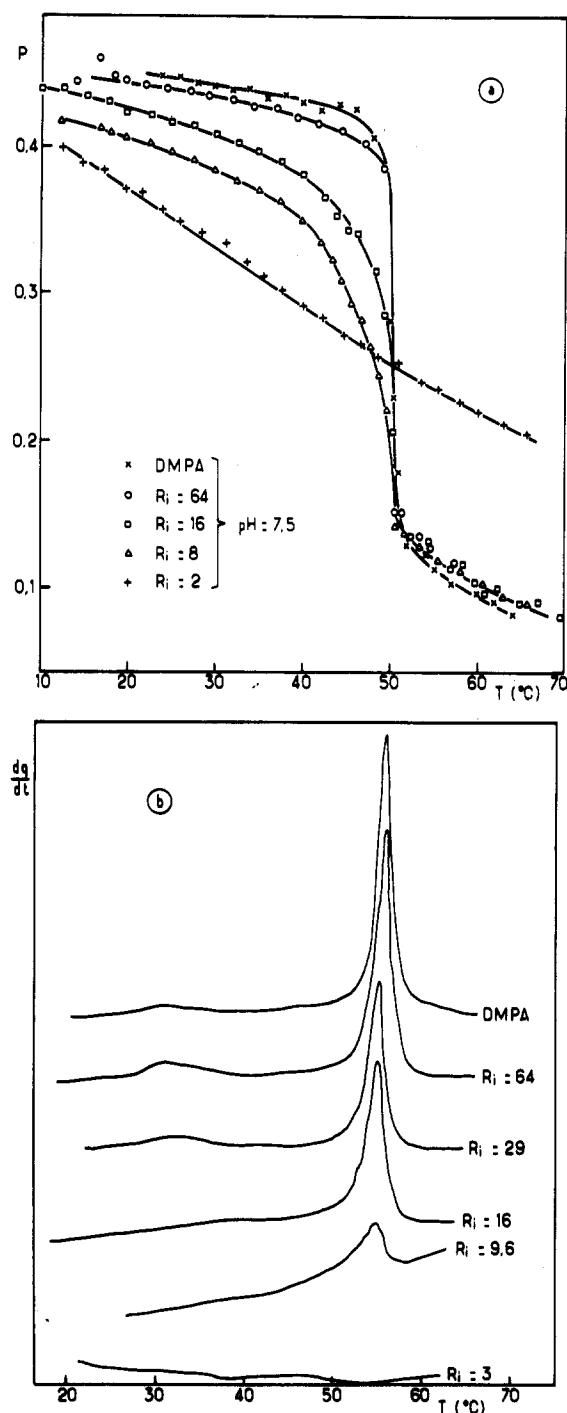 P
a
0,4
0,3
0,2
0,1
x DMPA
o Ri = 64
□ Ri = 16
△ Ri = 8
+ Ri = 2
pH = 7,5
10 20 30 40 50 60 70
T (°C)
dq
dt
b
DMPA
Ri = 64
Ri = 29
Ri = 16
Ri = 9,6
Ri = 3
20 30 40 50 60 70
T (°C)